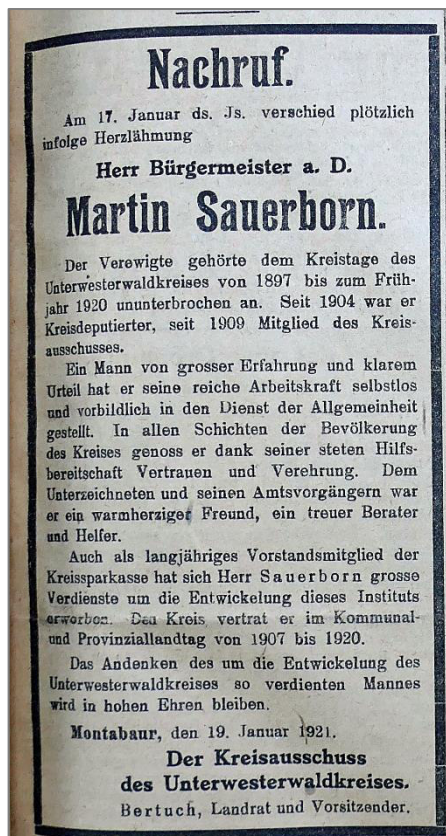 Nachruf.
Am 17. Januar ds. Js. verschied plötzlich
infolge Herzlähmung
Herr Bürgermeister a. D.
Martin Sauerborn.
Der Verewigte gehörte dem Kreistage des
Unterwesterwaldkreises von 1897 bis zum Früh-
jahr 1920 ununterbrochen an. Seit 1904 war er
Kreisdeputierter, seit 1909 Mitglied des Kreis-
ausschusses.
Ein Mann von grosser Erfahrung und klarem
Urteil hat er seine reiche Arbeitskraft selbstlos
und vorbildlich in den Dienst der Allgemeinheit
gestellt. In allen Schichten der Bevölkerung
des Kreises genoss er dank seiner steten Hilfs-
bereitschaft Vertrauen und Verehrung. Dem
Unterzeichneten und seinen Amtsvorgängern war
er ein warmherziger Freund, ein treuer Berater
und Helfer.
Auch als langjähriges Vorstandsmitglied der
Kreissparkasse hat sich Herr Sauerborn grosse
Verdienste um die Entwickelung dieses Instituts
erworben. Den Kreis vertrat er im Kommunal-
und Provinziallandtag von 1907 bis 1920.
Das Andenken des um die Entwickelung des
Unterwesterwaldkreises so verdienten Mannes
wird in hohen Ehren bleiben.
Montabaur, den 19. Januar 1921.
Der Kreisausschuss
des Unterwesterwaldkreises.
Bertuch, Landrat und Vorsitzender.